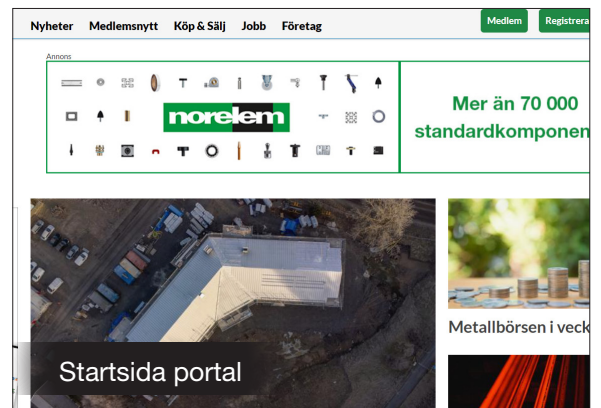 Nyheter Medlemsnytt Köp & Sälj Jobb Företag Medlem Registrera
Annons
norelem
Mer än 70 000
standardkomponen
Metallbörsen i veck
Startsida portal